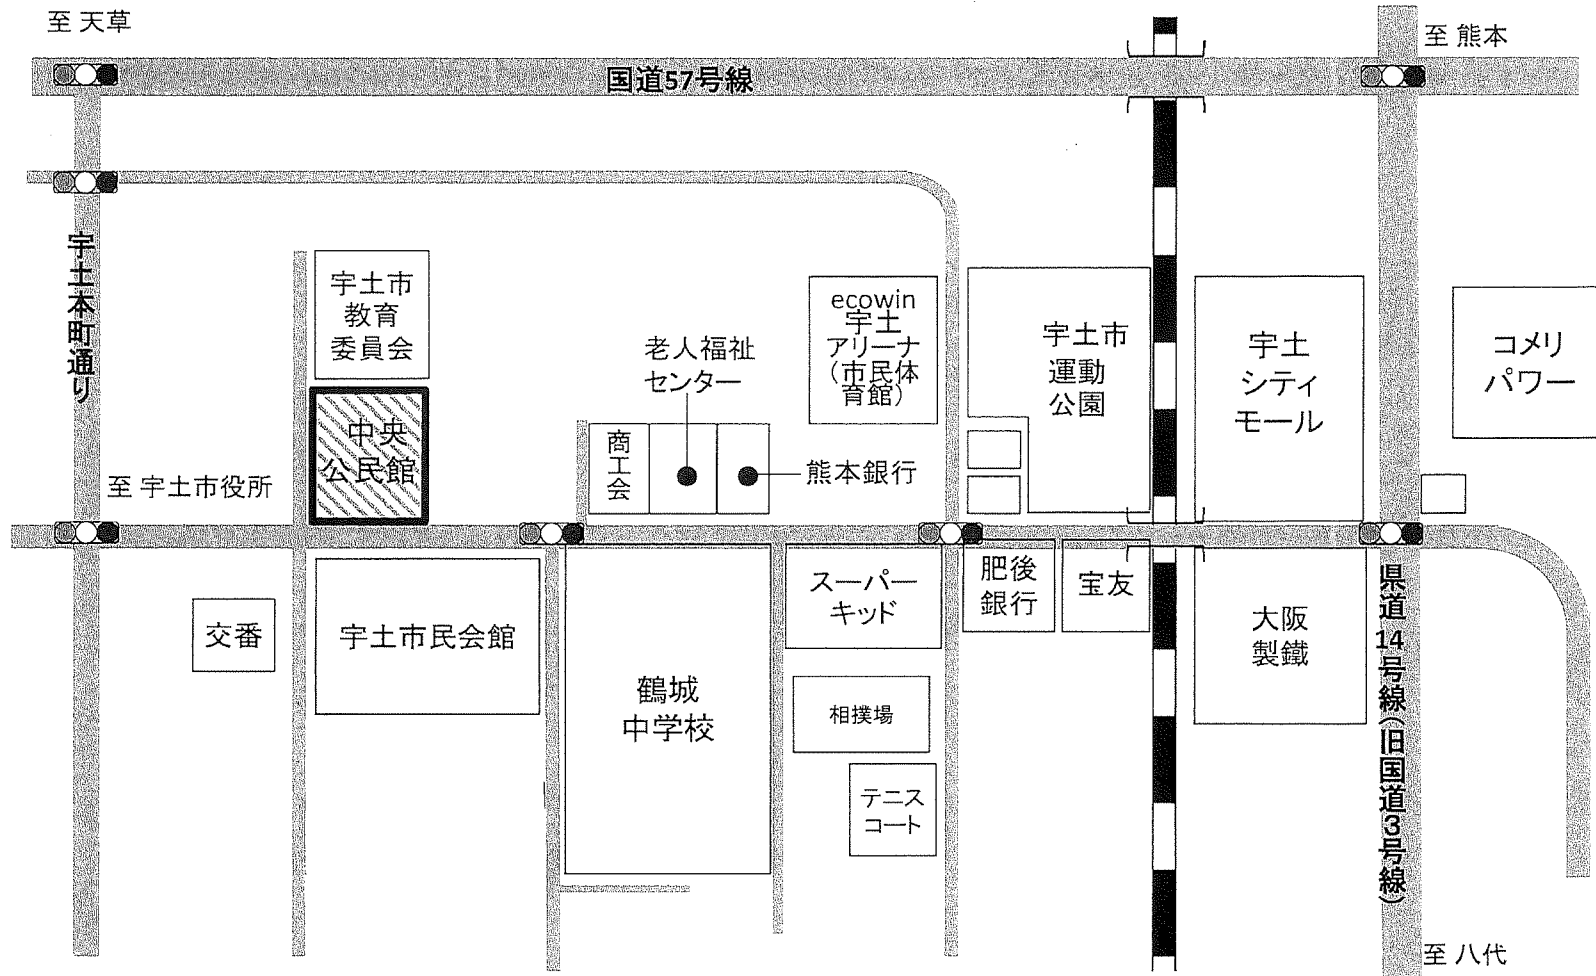 至 天草
至 熊本
国道57号線
宇土本町通り
宇土市
教育
委員会
ecowin
宇土
アリーナ
(市民体
育館)
宇土市
運動
公園
宇土
シティ
モール
コメリ
パワー
老人福祉
センター
中央
公民館
商工会
熊本銀行
至 宇土市役所
スーパー
キッド
肥後
銀行
宝友
交番
宇土市民会館
鶴城
中学校
相撲場
テニス
コート
大阪
製鐵
県道14号線(旧国道3号線)
至 八代